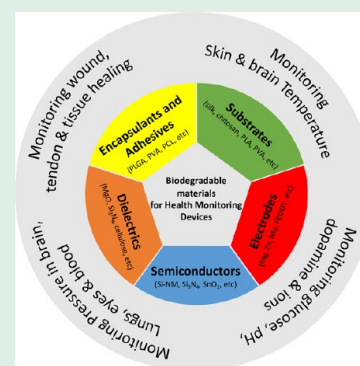 Monitoring wound,
tendon & tissue healing
Monitoring
Skin & brain Temperature
Encapsulants and
Adhesives
(PLGA, PVA, PCL, etc)
Substrates
(silk, chitosan, PLA, PVA, etc)
Biodegradable
materials
for Health Monitoring
Devices
Dielectrics
(MgO, Si₃N₄, cellulose, etc)
Electrodes
(Mg, Zn, Mo, PEDOT, etc)
Semiconductors
(Si-NM, Si₃N₄, SnO₂, etc)
Monitoring Pressure in brain,
Lungs, eyes & blood
Monitoring glucose, pH,
dopamine & ions